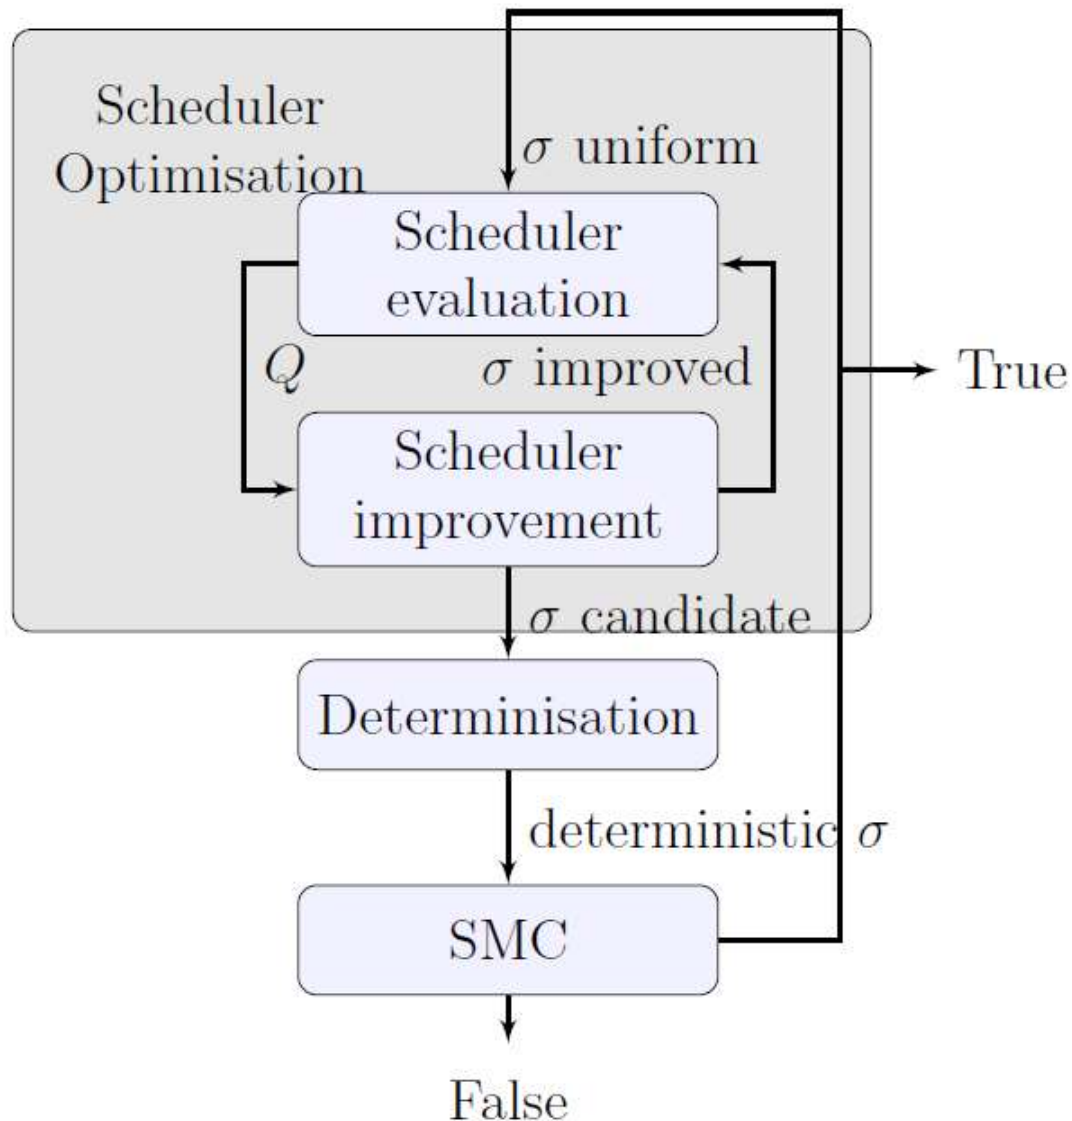 Scheduler
Optimisation
σ uniform
Scheduler
evaluation
Q
σ improved
True
Scheduler
improvement
σ candidate
Determinisation
deterministic σ
SMC
False